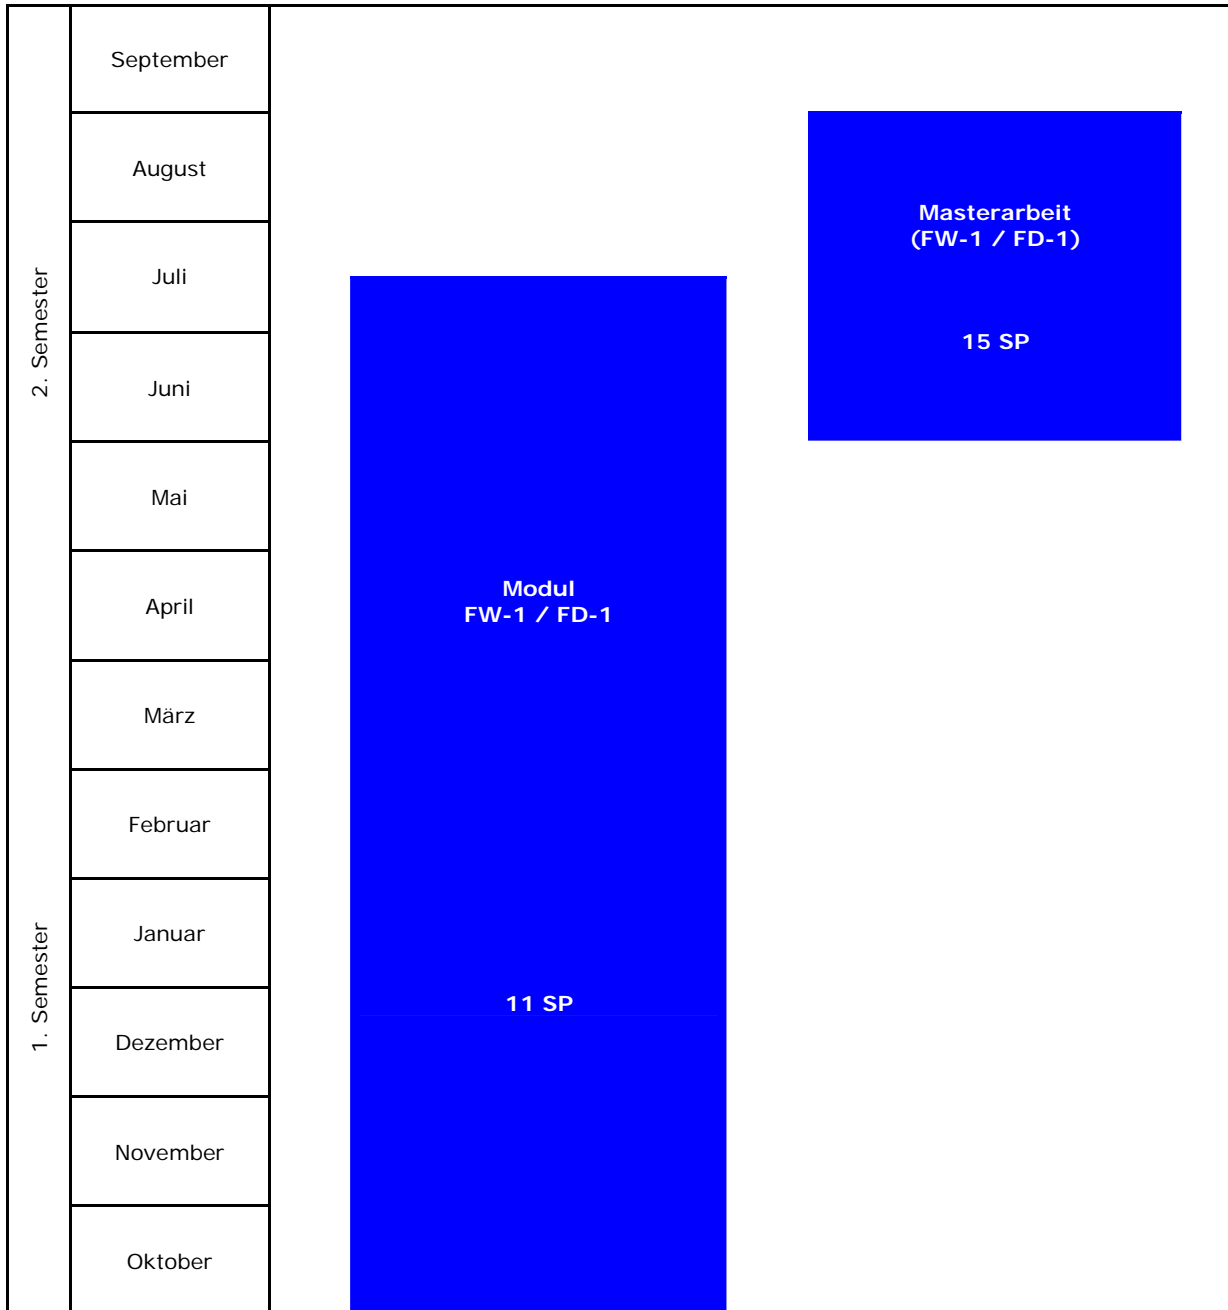 September
August
Juli
Juni
Mai
April
März
Februar
Januar
Dezember
November
Oktober
2. Semester
1. Semester
Masterarbeit
(FW-1 / FD-1)
15 SP
Modul
FW-1 / FD-1
11 SP